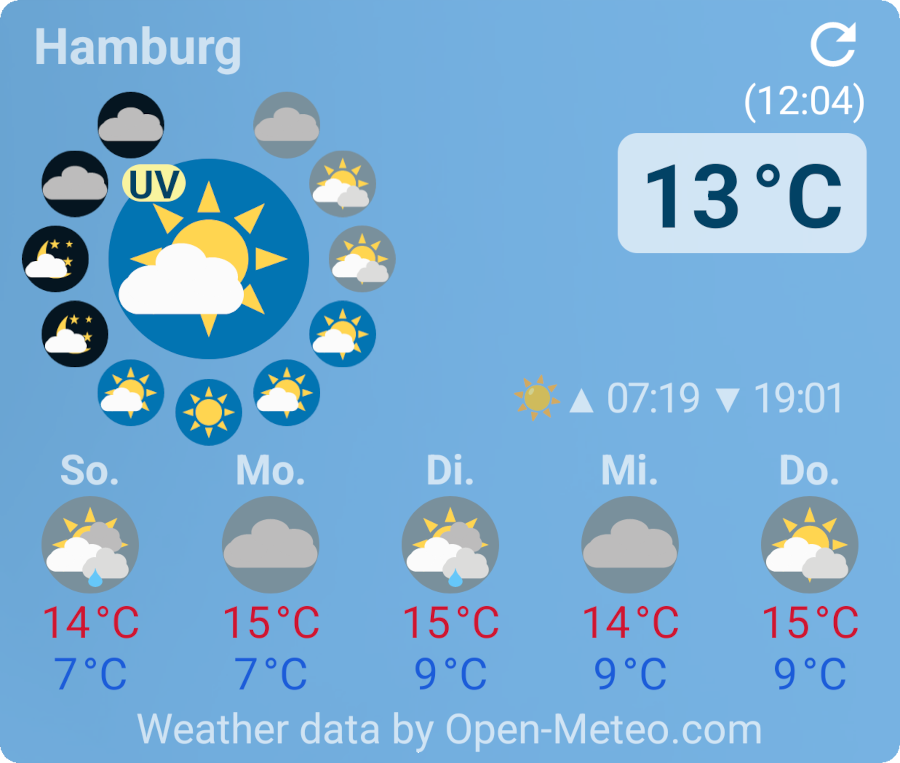 Hamburg
(12:04)
UV
13°C
▲ 07:19 ▼ 19:01
So. Mo. Di. Mi. Do.
14°C 15°C 15°C 14°C 15°C
7°C 7°C 9°C 9°C 9°C
Weather data by Open-Meteo.com